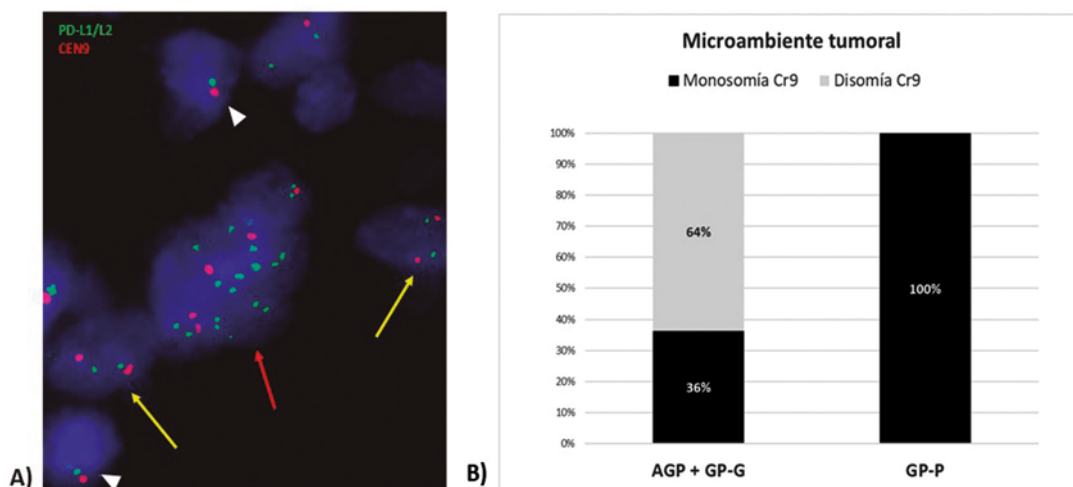 PD-L1/L2
CEN9
A)
Microambiente tumoral
Monosomía Cr9 Disomía Cr9
100%
90%
80%
70%
60%
50%
40%
30%
20%
10%
0%
64%
36%
100%
AGP + GP-G GP-P
B)